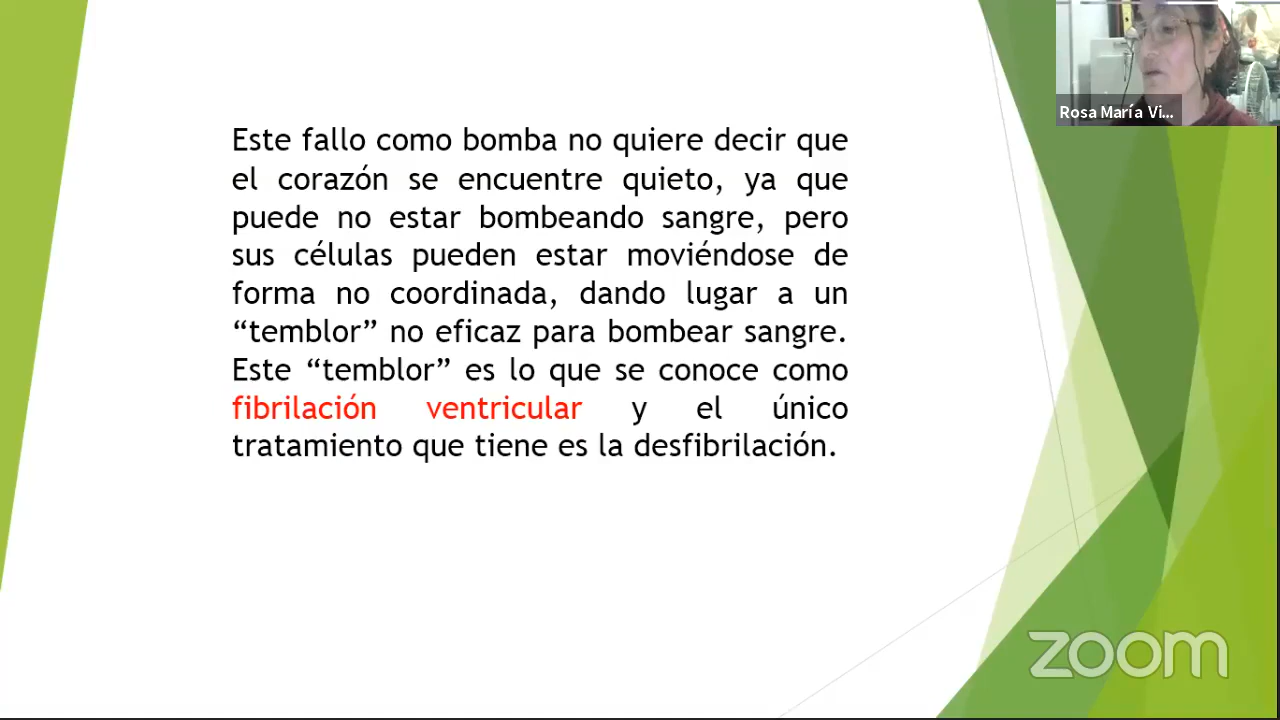 Rosa María Vi...
Este fallo como bomba no quiere decir que
el corazón se encuentre quieto, ya que
puede no estar bombeando sangre, pero
sus células pueden estar moviéndose de
forma no coordinada, dando lugar a un
“temblor” no eficaz para bombear sangre.
Este “temblor” es lo que se conoce como
fibrilación ventricular y el único
tratamiento que tiene es la desfibrilación.
zoom